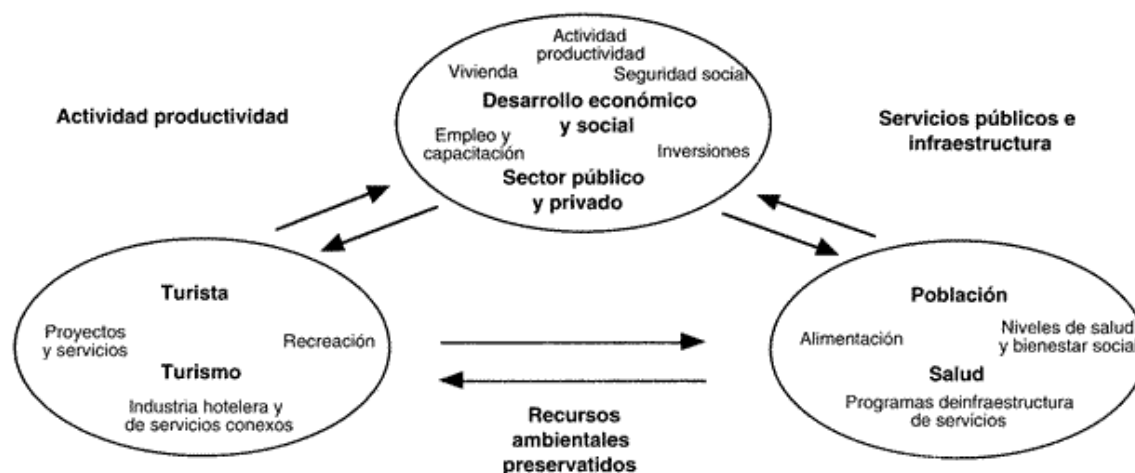 Actividad
productividad
Vivienda
Seguridad social
Desarrollo económico
y social
Empleo y
capacitación
Inversiones
Sector público
y privado
Actividad productividad
Servicios públicos e
infraestructura
Turista
Proyectos
y servicios
Recreación
Turismo
Industria hotelera y
de servicios conexos
Población
Alimentación
Niveles de salud
y bienestar social
Salud
Programas deinfraestructura
de servicios
Recursos
ambientales
preservatidos